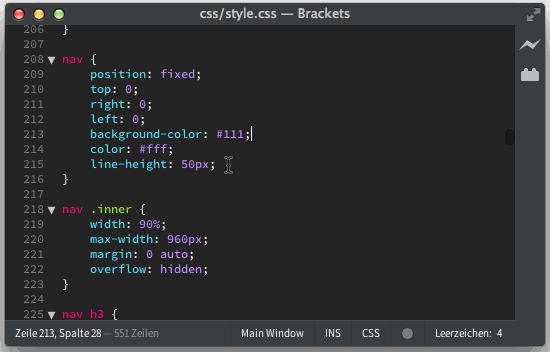 css/style.css — Brackets
206 }
207
208 ▼ nav {
209 position: fixed;
210 top: 0;
211 right: 0;
212 left: 0;
213 background-color: #111;
214 color: #fff;
215 line-height: 50px;
216 }
217
218 ▼ nav .inner {
219 width: 90%;
220 max-width: 960px;
221 margin: 0 auto;
222 overflow: hidden;
223 }
224
225 ▼ nav h3 {
Zeile 213, Spalte 28 — 551 Zeilen Main Window INS CSS Leerzeichen: 4